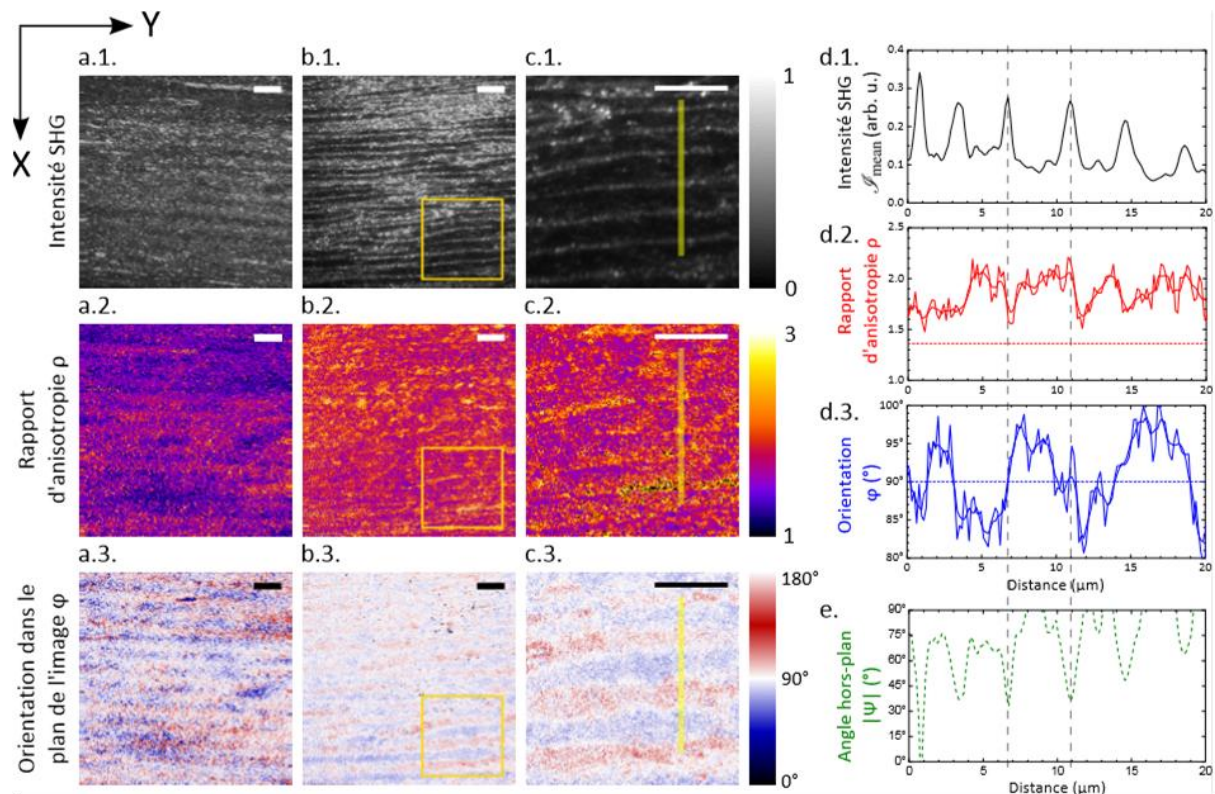 Y
X
a.1.
b.1.
c.1.
Intensité SHG
1
0
a.2.
b.2.
c.2.
Rapport
d'anisotropie ρ
3
1
a.3.
b.3.
c.3.
Orientation dans le
plan de l'image φ
180°
90°
0°
d.1.
Intensité SHG
𝒥mean (arb. u.)
0.4
0.3
0.2
0.1
0.0
0 5 10 15 20
d.2.
Rapport
d'anisotropie ρ
2.5
2.0
1.5
1.0
0 5 10 15 20
d.3.
Orientation
φ (°)
100°
95°
90°
85°
80°
0 5 10 15 20
Distance (µm)
e.
Angle hors-plan
|Ψ| (°)
90°
75°
60°
45°
30°
15°
0°
0 5 10 15 20
Distance (µm)